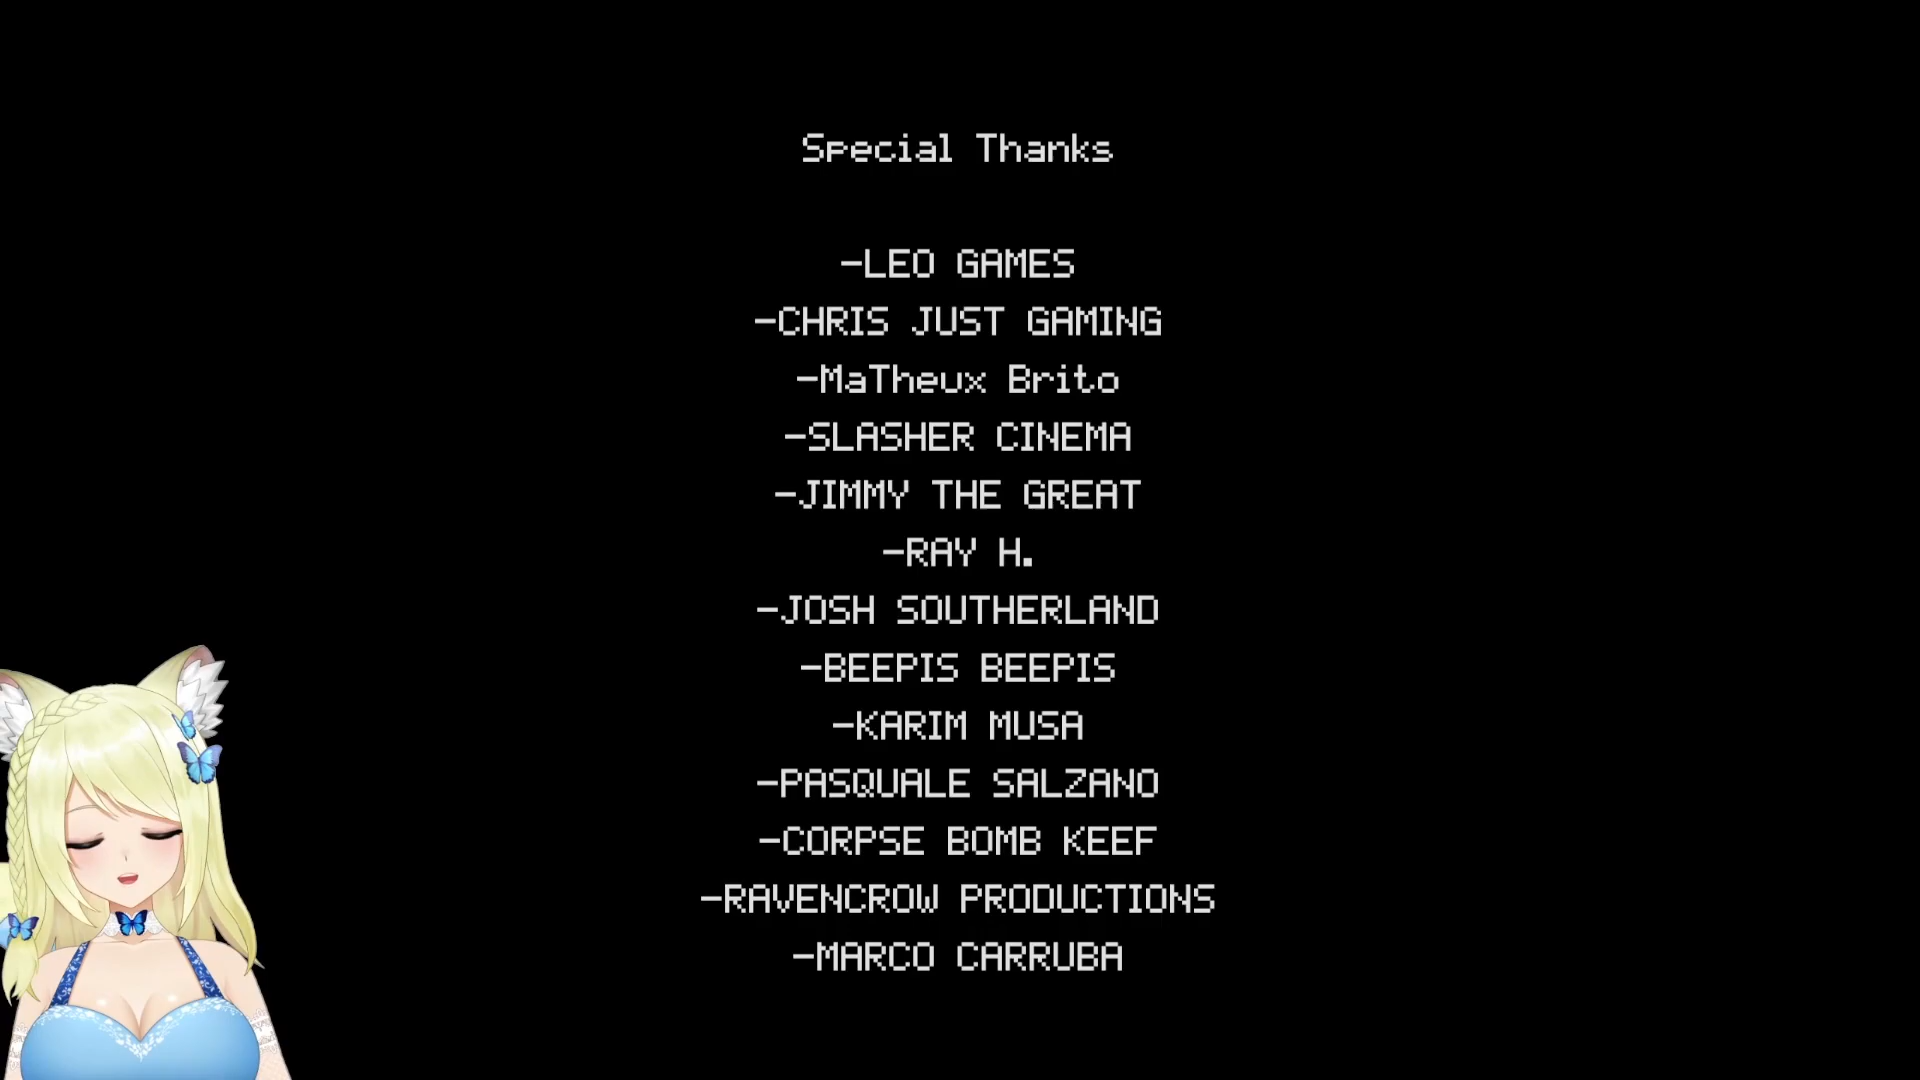 Special Thanks
-LEO GAMES
-CHRIS JUST GAMING
-MaTheux Brito
-SLASHER CINEMA
-JIMMY THE GREAT
-RAY H.
-JOSH SOUTHERLAND
-BEEPIS BEEPIS
-KARIM MUSA
-PASQUALE SALZANO
-CORPSE BOMB KEEF
-RAVENCROW PRODUCTIONS
-MARCO CARRUBA